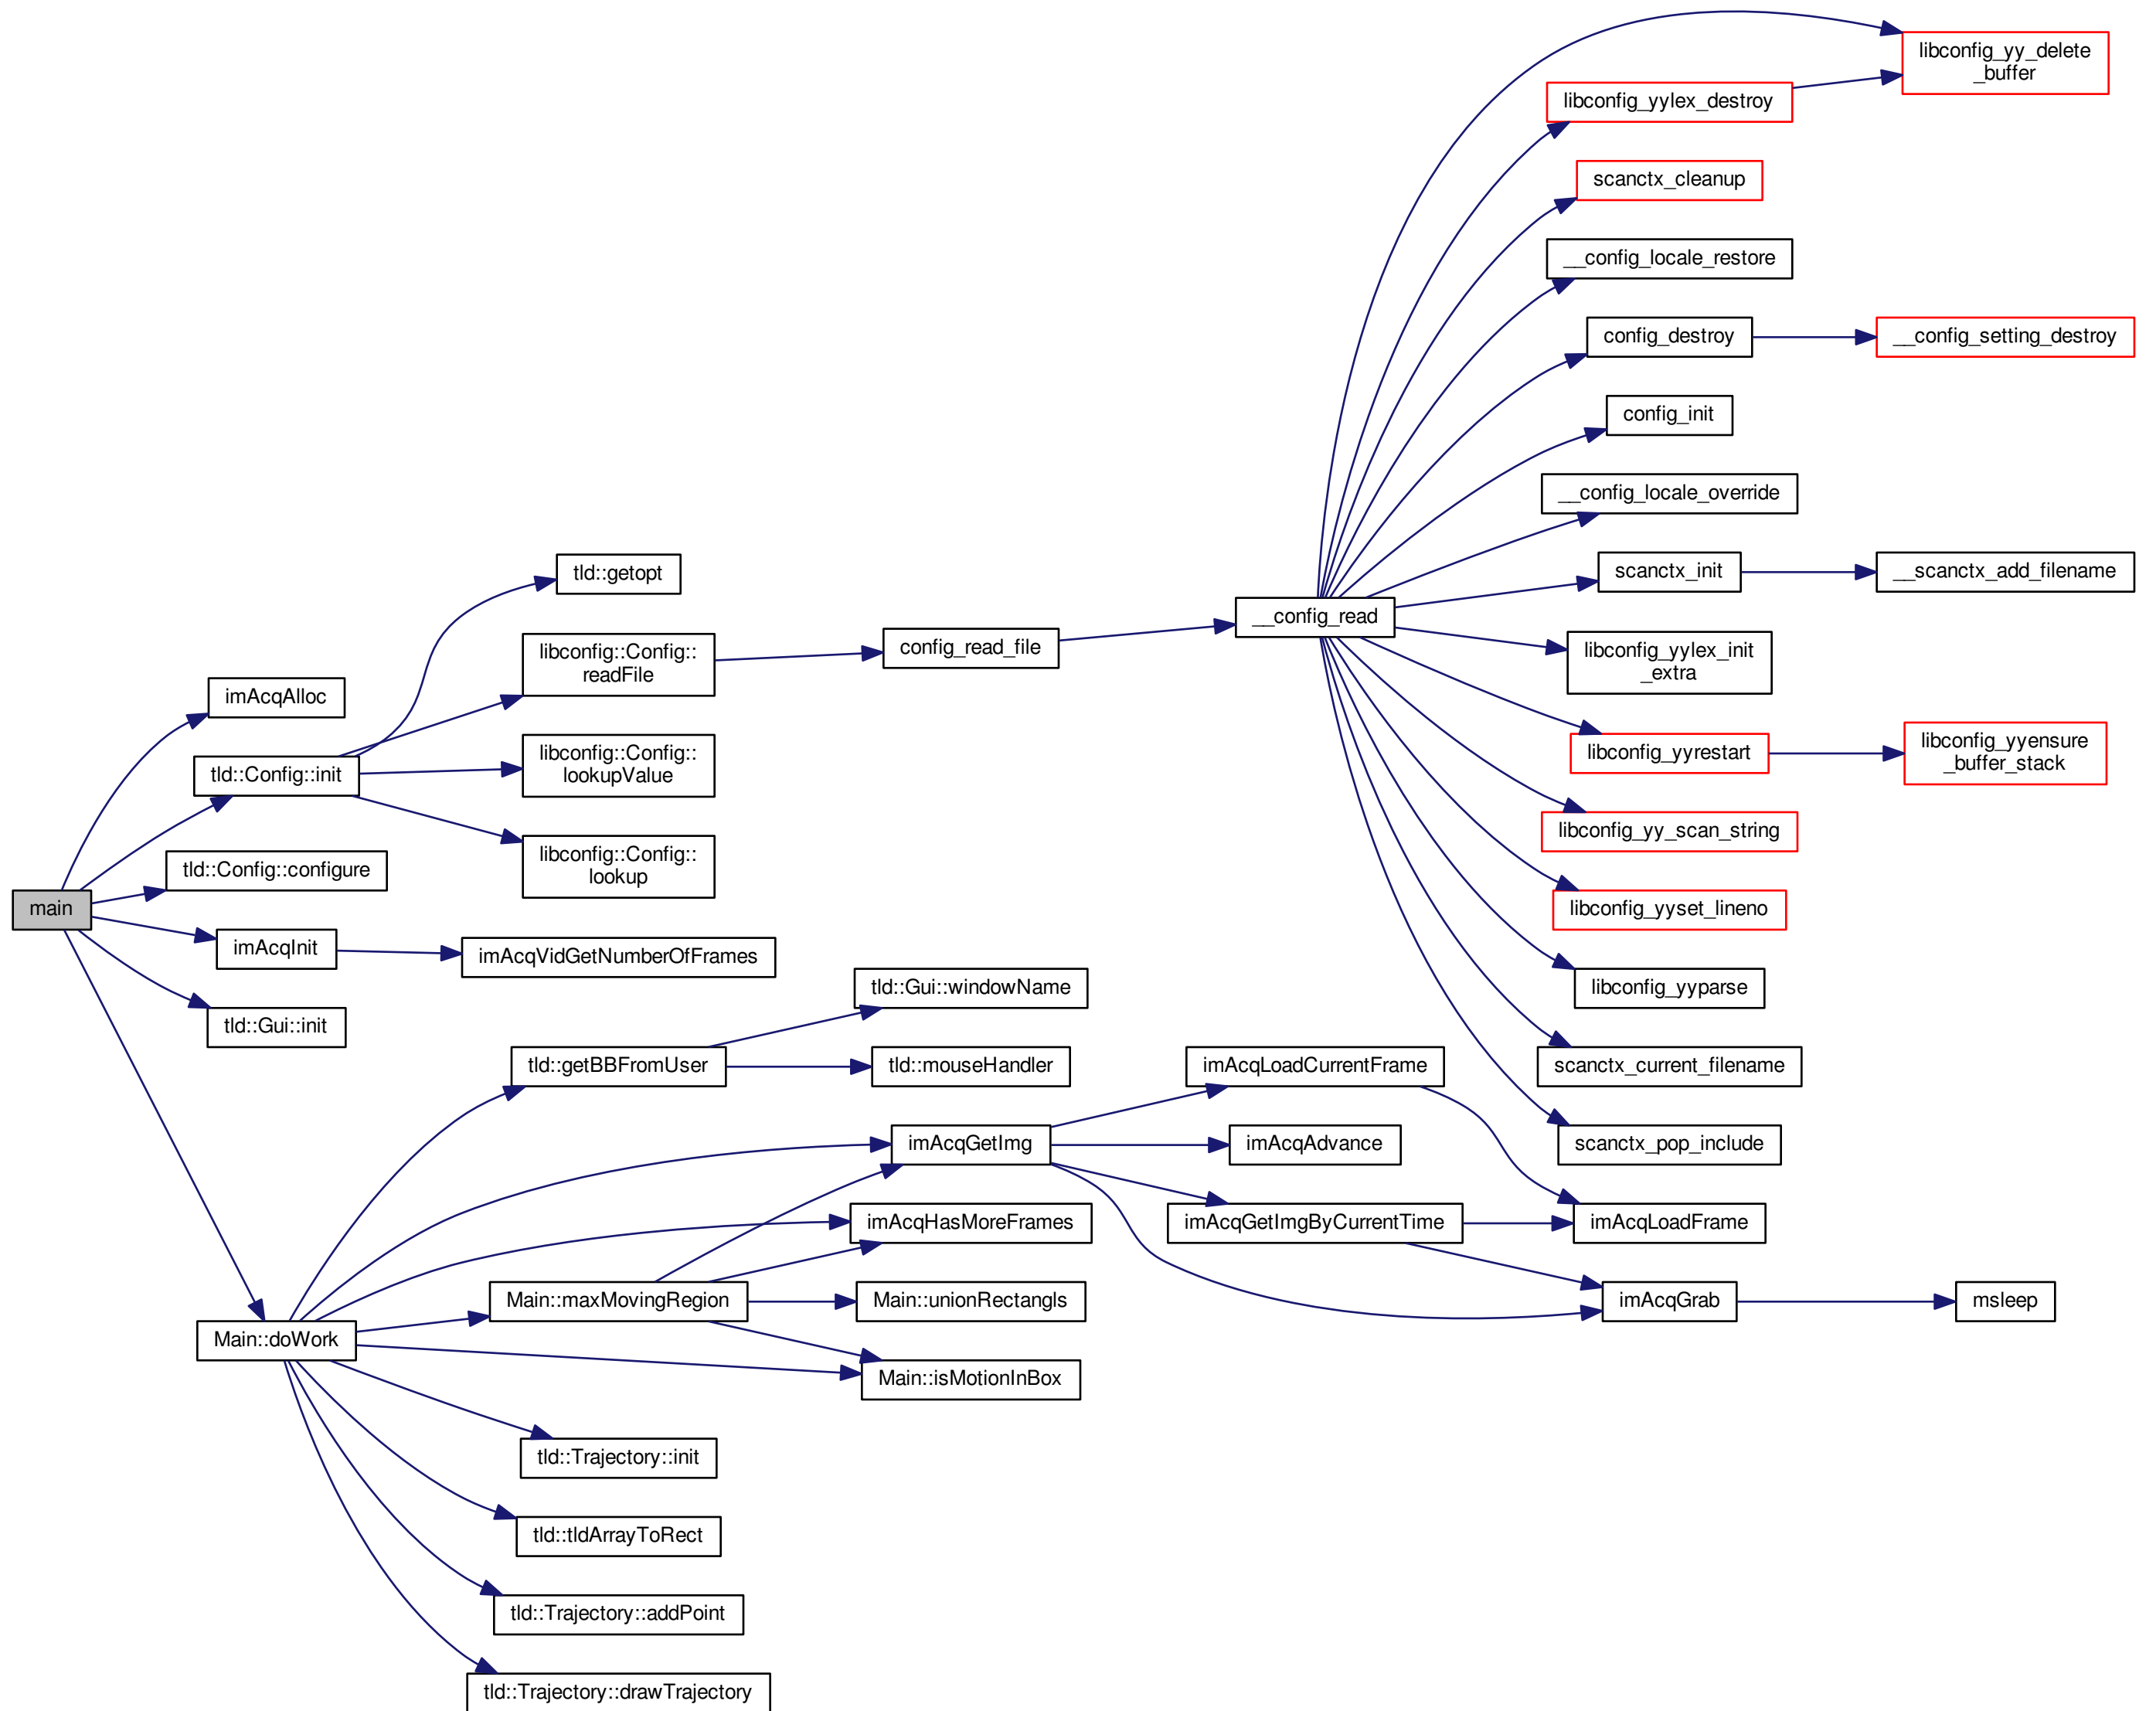 libconfig_yy_delete
_buffer
libconfig_yylex_destroy
scanctx_cleanup
__config_locale_restore
config_destroy
__config_setting_destroy
config_init
__config_locale_override
tld::getopt
scanctx_init
__scanctx_add_filename
__config_read
libconfig::Config::
readFile
config_read_file
libconfig_yylex_init
_extra
imAcqAlloc
libconfig_yyrestart
libconfig_yyensure
_buffer_stack
tld::Config::init
libconfig::Config::
lookupValue
libconfig_yy_scan_string
libconfig::Config::
lookup
tld::Config::configure
main
libconfig_yyset_lineno
imAcqInit
imAcqVidGetNumberOfFrames
tld::Gui::windowName
libconfig_yyparse
tld::Gui::init
tld::getBBFromUser
tld::mouseHandler
imAcqLoadCurrentFrame
scanctx_current_filename
imAcqGetImg
imAcqAdvance
scanctx_pop_include
imAcqHasMoreFrames
imAcqGetImgByCurrentTime
imAcqLoadFrame
Main::maxMovingRegion
Main::unionRectangls
imAcqGrab
msleep
Main::doWork
Main::isMotionInBox
tld::Trajectory::init
tld::tldArrayToRect
tld::Trajectory::addPoint
tld::Trajectory::drawTrajectory